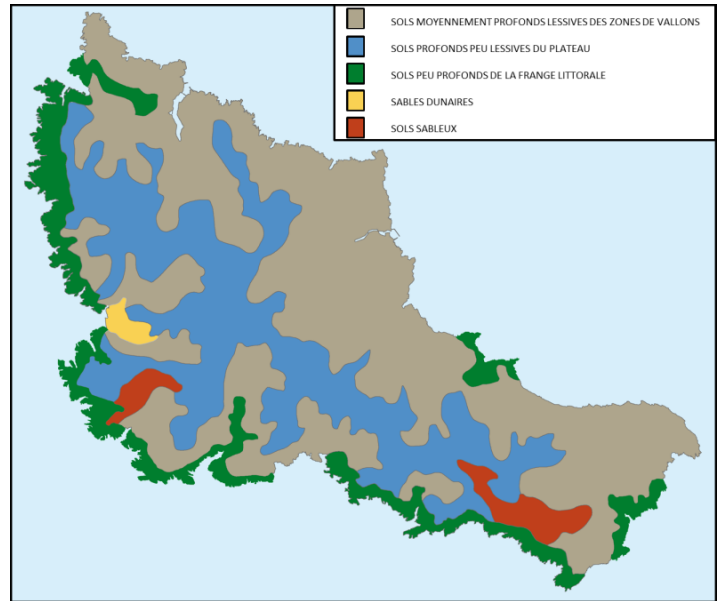 SOLS MOYENNEMENT PROFONDS LESSIVES DES ZONES DE VALLONS
SOLS PROFONDS PEU LESSIVES DU PLATEAU
SOLS PEU PROFONDS DE LA FRANGE LITTORALE
SABLES DUNAIRES
SOLS SABLEUX